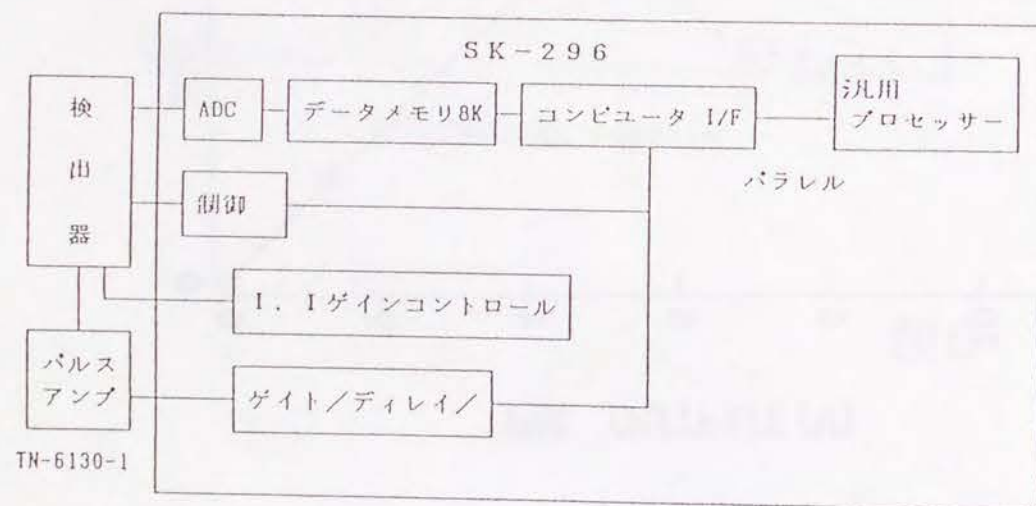 SK-296
検出器
ADC
データメモリ8K
コンピユータ I/F
汎用
プロセッサー
パラレル
制御
I．Iゲインコントロール
パルス
アンプ
ゲイト／ディレイ／
TN-6130-1